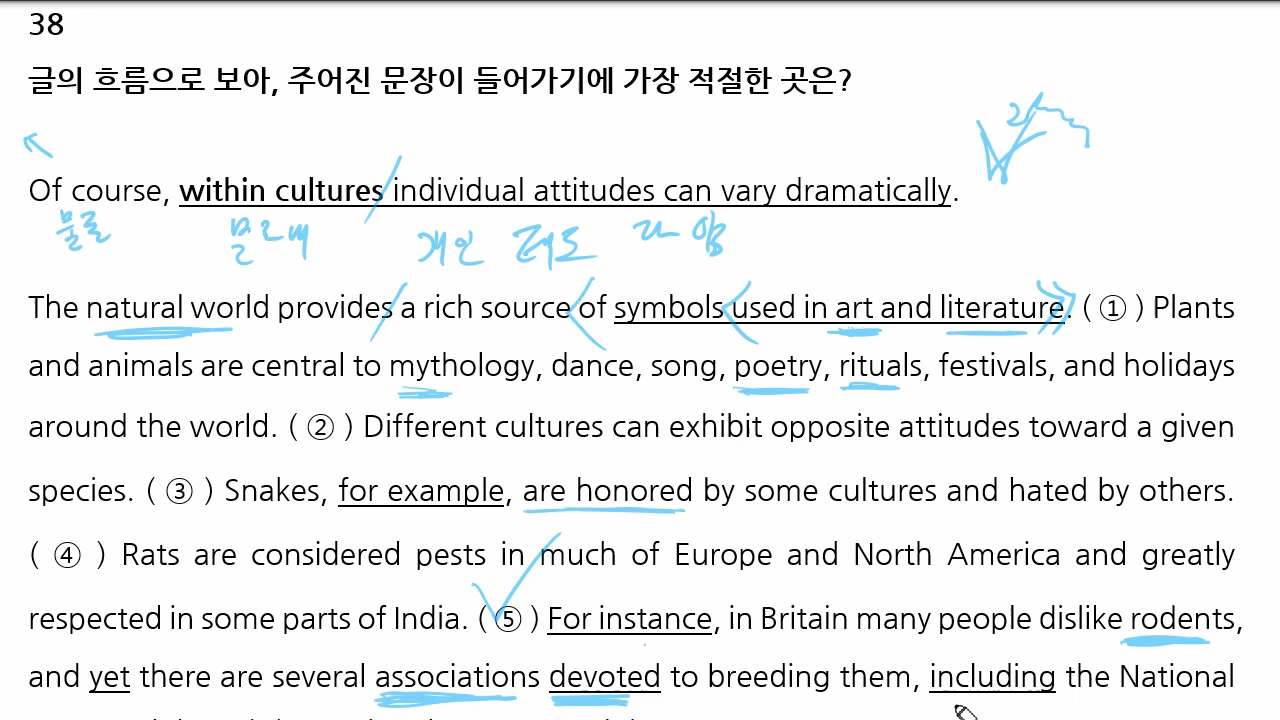 38
글의 흐름으로 보아, 주어진 문장이 들어가기에 가장 적절한 곳은?
2
Of course, within cultures individual attitudes can vary dramatically.
물론 문화 내 개인 태도 다양
The natural world provides a rich source of symbols used in art and literature. ( ① ) Plants
and animals are central to mythology, dance, song, poetry, rituals, festivals, and holidays
around the world. ( ② ) Different cultures can exhibit opposite attitudes toward a given
species. ( ③ ) Snakes, for example, are honored by some cultures and hated by others.
( ④ ) Rats are considered pests in much of Europe and North America and greatly
respected in some parts of India. ( ⑤ ) For instance, in Britain many people dislike rodents,
and yet there are several associations devoted to breeding them, including the National